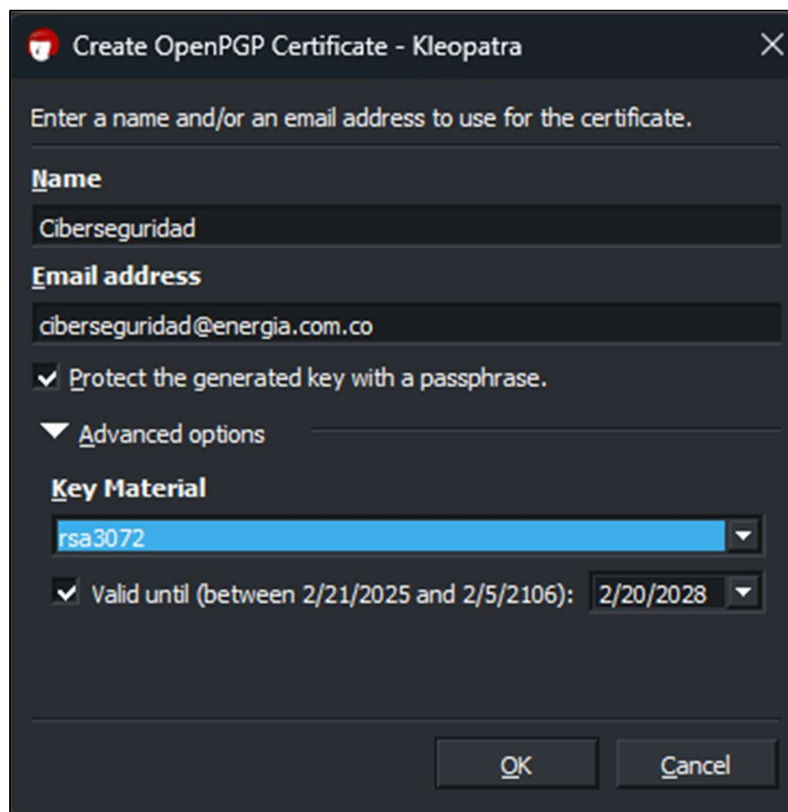 Create OpenPGP Certificate - Kleopatra
Enter a name and/or an email address to use for the certificate.
Name
Ciberseguridad
Email address
ciberseguridad@energia.com.co
Protect the generated key with a passphrase.
Advanced options
Key Material
rsa3072
Valid until (between 2/21/2025 and 2/5/2106): 2/20/2028
OK Cancel